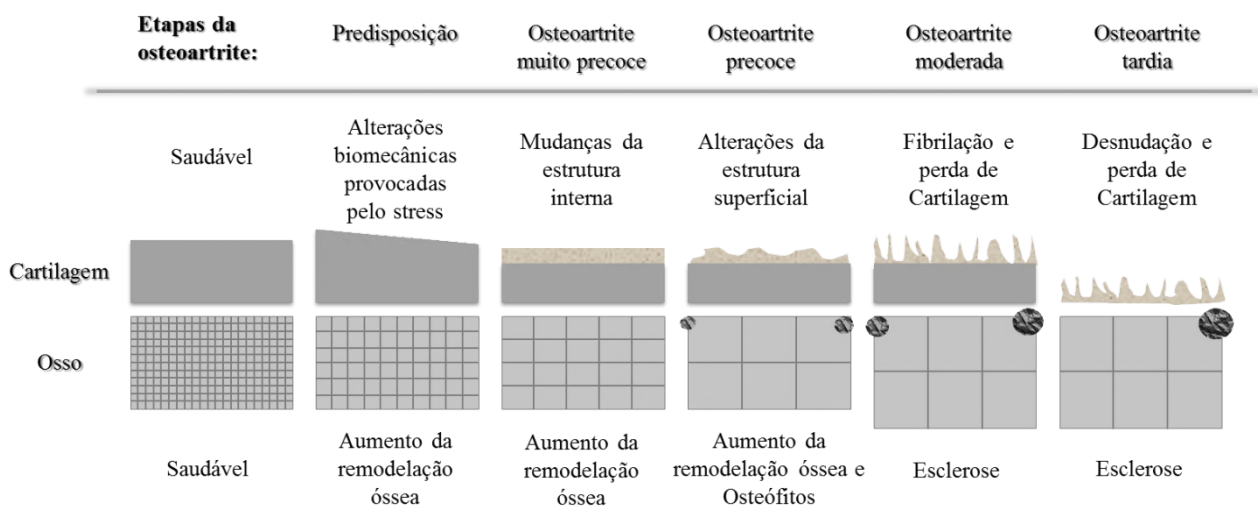 Etapas da
osteoartrite:
Predisposição
Osteoartrite
muito precoce
Osteoartrite
precoce
Osteoartrite
moderada
Osteoartrite
tardia
Saudável
Alterações
biomecânicas
provocadas
pelo stress
Mudanças da
estrutura
interna
Alterações da
estrutura
superficial
Fibrilação e
perda de
Cartilagem
Desnudação e
perda de
Cartilagem
Cartilagem
Osso
Saudável
Aumento da
remodelação
óssea
Aumento da
remodelação
óssea
Aumento da
remodelação óssea e
Osteófitos
Esclerose
Esclerose